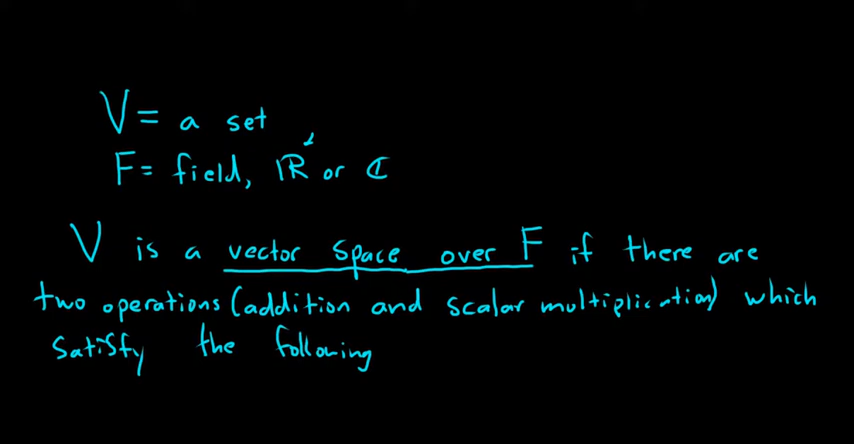 V = a set
F = field, ℝ or ℂ
V is a vector space over F if there are
two operations (addition and scalar multiplication) which
satisfy the following